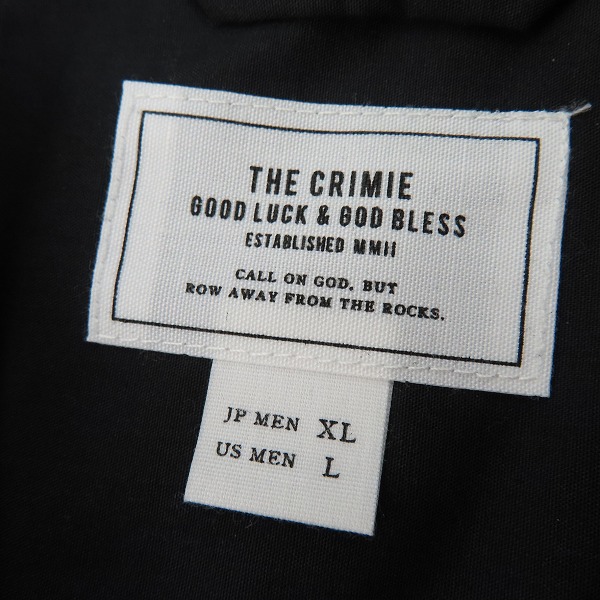 THE CRIMIE
GOOD LUCK & GOD BLESS
ESTABLISHED MMII
CALL ON GOD, BUT
ROW AWAY FROM THE ROCKS.
JP MEN XL
US MEN L